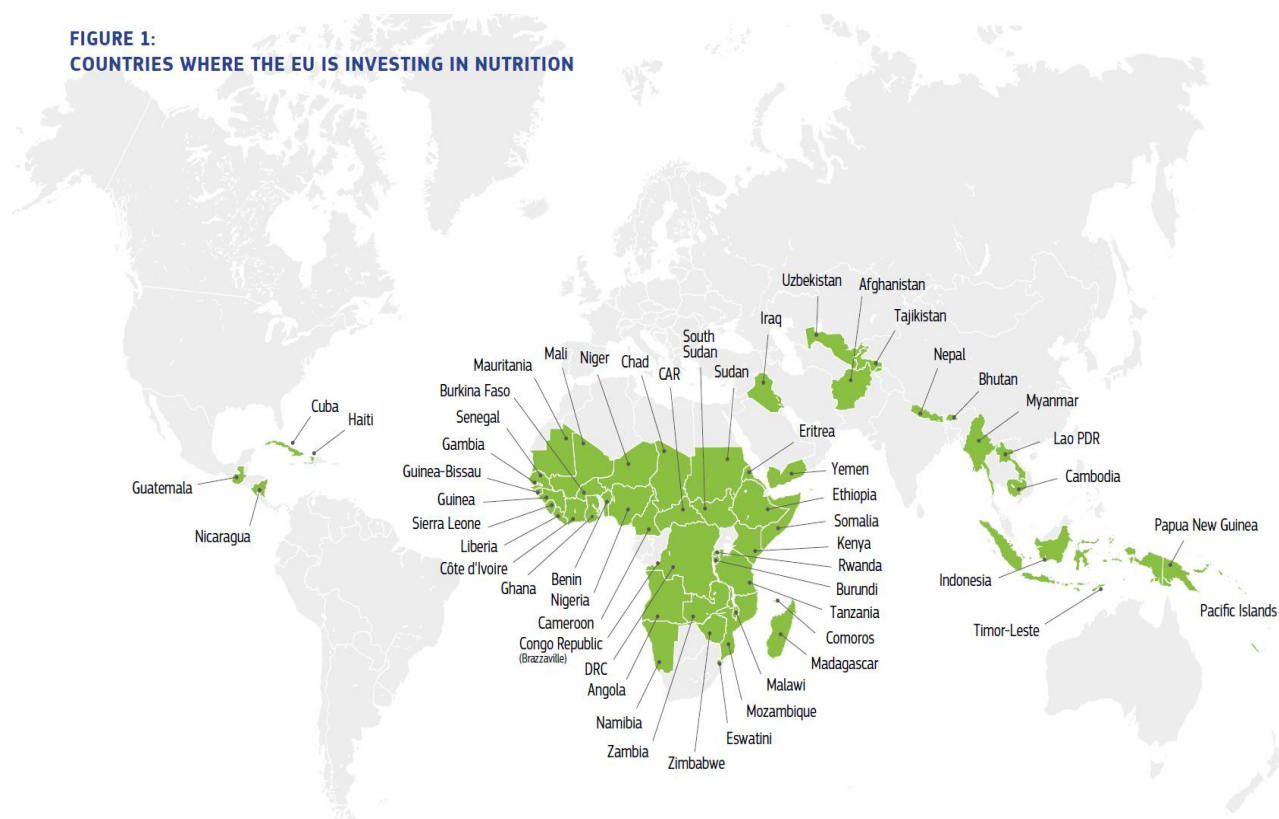 FIGURE 1:
COUNTRIES WHERE THE EU IS INVESTING IN NUTRITION
Uzbekistan
Afghanistan
Tajikistan
Iraq
Nepal
Bhutan
Myanmar
Lao PDR
Cambodia
South
Sudan
Sudan
CAR
Chad
Niger
Mali
Mauritania
Burkina Faso
Senegal
Gambia
Guinea-Bissau
Guinea
Sierra Leone
Liberia
Côte d'Ivoire
Ghana
Benin
Nigeria
Cameroon
Congo Republic
(Brazzaville)
DRC
Angola
Namibia
Zambia
Zimbabwe
Eswatini
Mozambique
Malawi
Madagascar
Comoros
Tanzania
Burundi
Rwanda
Kenya
Somalia
Ethiopia
Yemen
Eritrea
Cuba
Haiti
Guatemala
Nicaragua
Papua New Guinea
Indonesia
Timor-Leste
Pacific Islands